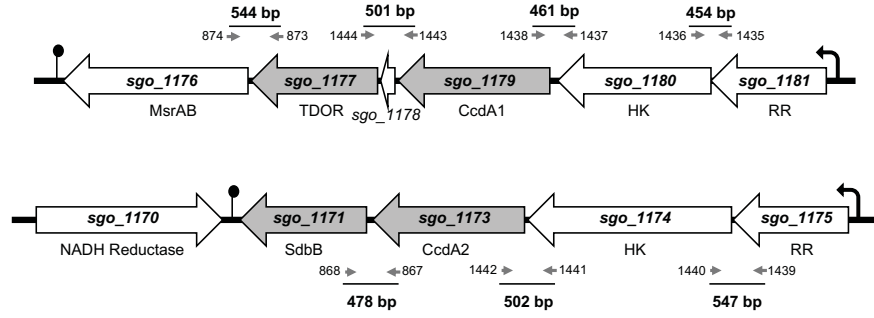 544 bp 501 bp 461 bp 454 bp
874 873 1444 1443 1438 1437 1436 1435
sgo_1176 sgo_1177 sgo_1179 sgo_1180 sgo_1181
MsrAB TDOR sgo_1178 CcdA1 HK RR
sgo_1170 sgo_1171 sgo_1173 sgo_1174 sgo_1175
NADH Reductase SdbB CcdA2 HK RR
868 867 1442 1441 1440 1439
478 bp 502 bp 547 bp